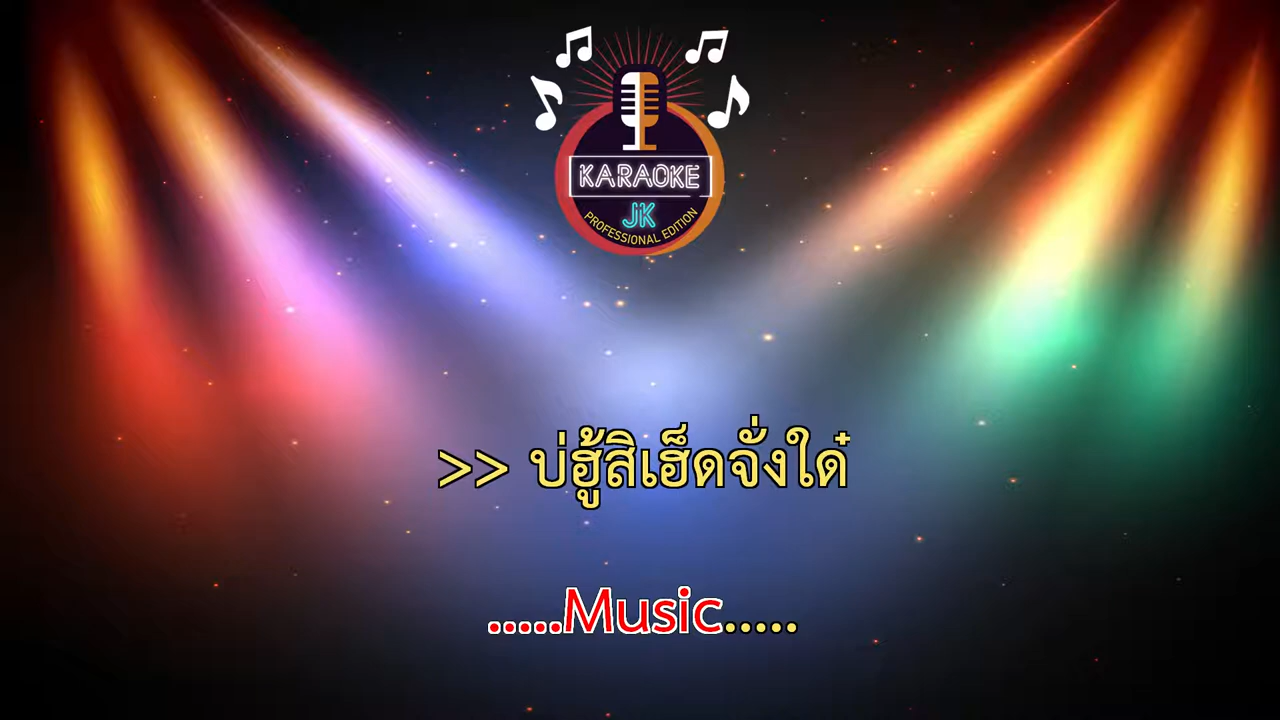 KARAOKE
JK
PROFESSIONAL EDITION
>> บ่ฮู้สิเฮ็ดจั่งใด๋
.....Music.....